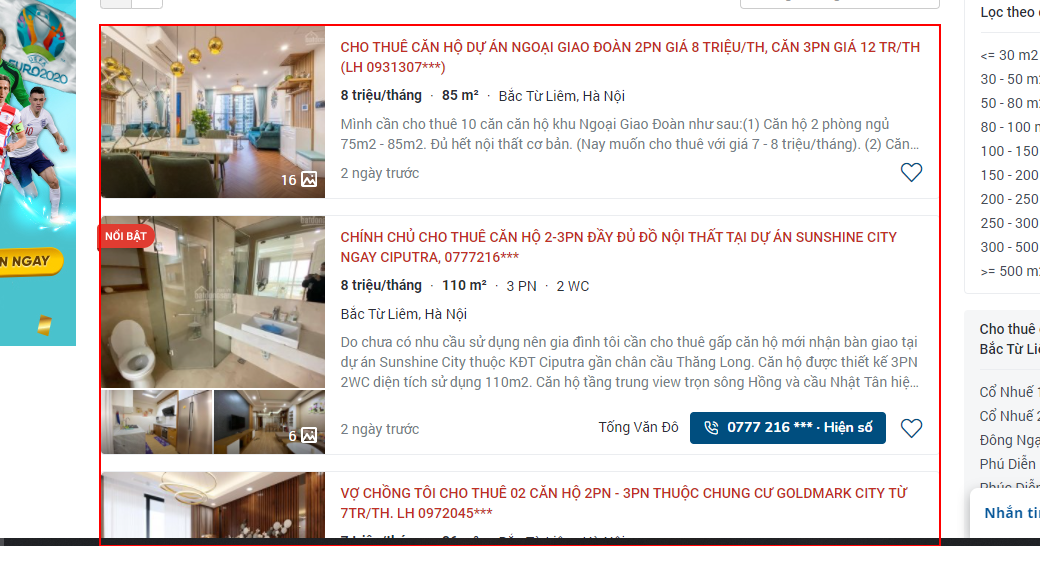 EURO2020
N NGAY
CHO THUÊ CĂN HỘ DỰ ÁN NGOẠI GIAO ĐOÀN 2PN GIÁ 8 TRIỆU/TH, CĂN 3PN GIÁ 12 TR/TH
(LH 0931307***)
8 triệu/tháng · 85 m² · Bắc Từ Liêm, Hà Nội
Mình cần cho thuê 10 căn căn hộ khu Ngoại Giao Đoàn như sau:(1) Căn hộ 2 phòng ngủ
75m2 - 85m2. Đủ hết nội thất cơ bản. (Nay muốn cho thuê với giá 7 - 8 triệu/tháng). (2) Căn...
16
2 ngày trước
NỔI BẬT
CHÍNH CHỦ CHO THUÊ CĂN HỘ 2-3PN ĐẦY ĐỦ ĐỒ NỘI THẤT TẠI DỰ ÁN SUNSHINE CITY
NGAY CIPUTRA, 0777216***
8 triệu/tháng · 110 m² · 3 PN · 2 WC
Bắc Từ Liêm, Hà Nội
Do chưa có nhu cầu sử dụng nên gia đình tôi cần cho thuê gấp căn hộ mới nhận bàn giao tại
dự án Sunshine City thuộc KĐT Ciputra gần chân cầu Thăng Long. Căn hộ được thiết kế 3PN
2WC diện tích sử dụng 110m2. Căn hộ tầng trung view trọn sông Hồng và cầu Nhật Tân hiệ...
6
2 ngày trước
Tống Văn Đô
0777 216 *** · Hiện số
VỢ CHỒNG TÔI CHO THUÊ 02 CĂN HỘ 2PN - 3PN THUỘC CHUNG CƯ GOLDMARK CITY TỪ
7TR/TH. LH 0972045***
Lọc theo
<= 30 m2
30 - 50 m
50 - 80 m
80 - 100 m
100 - 150
150 - 200
200 - 250
250 - 300
300 - 500
>= 500 m
Cho thuê
Bắc Từ Li
Cổ Nhuế 1
Cổ Nhuế 2
Đông Ngạ
Phú Diễn
Nhắn ti